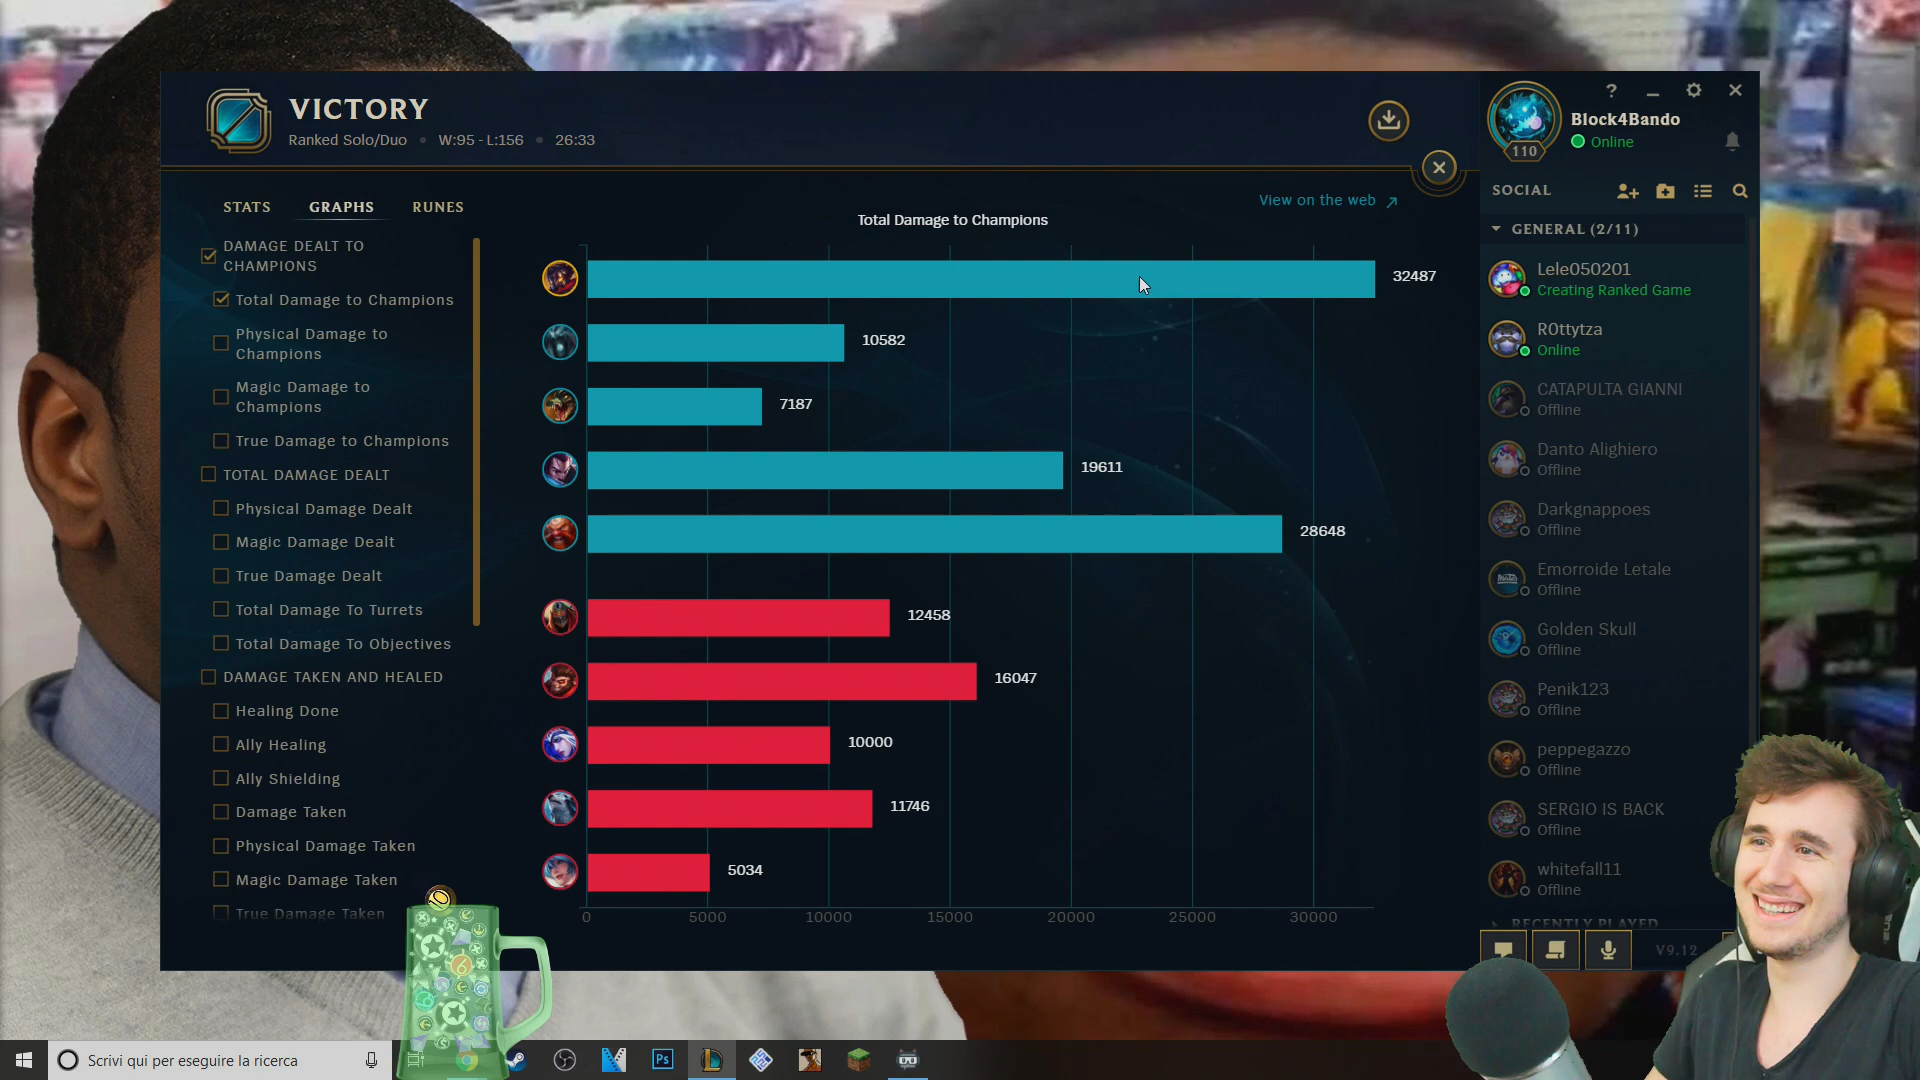 VICTORY
Ranked Solo/Duo • W:95 - L:156 • 26:33
STATS GRAPHS RUNES
View on the web
DAMAGE DEALT TO
CHAMPIONS
Total Damage to Champions
Physical Damage to
Champions
Magic Damage to
Champions
True Damage to Champions
TOTAL DAMAGE DEALT
Physical Damage Dealt
Magic Damage Dealt
True Damage Dealt
Total Damage To Turrets
Total Damage To Objectives
DAMAGE TAKEN AND HEALED
Healing Done
Ally Healing
Ally Shielding
Damage Taken
Physical Damage Taken
Magic Damage Taken
True Damage Taken
Total Damage to Champions
32487
10582
7187
19611
28648
12458
16047
10000
11746
5034
0 5000 10000 15000 20000 25000 30000
?
Block4Bando
110
Online
SOCIAL
GENERAL (2/11)
Lele050201
Creating Ranked Game
R0ttytza
Online
CATAPULTA GIANNI
Offline
Danto Alighiero
Offline
Darkgnappoes
Offline
Emorroide Letale
Offline
Golden Skull
Offline
Penik123
Offline
peppegazzo
Offline
SERGIO IS BACK
Offline
whitefall11
Offline
RECENTLY PLAYED
V9.12
Scrivi qui per eseguire la ricerca
Ps